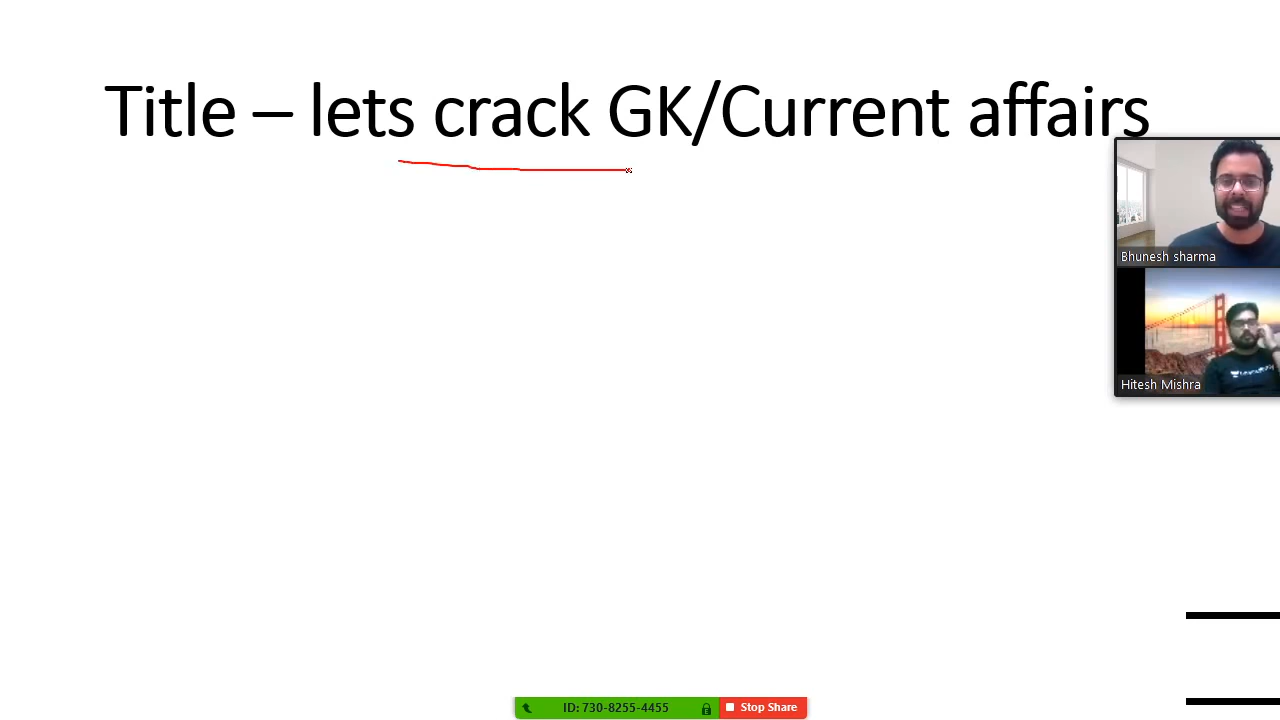 Title – lets crack GK/Current affairs
Bhunesh sharma
Hitesh Mishra
ID: 730-8255-4455
Stop Share